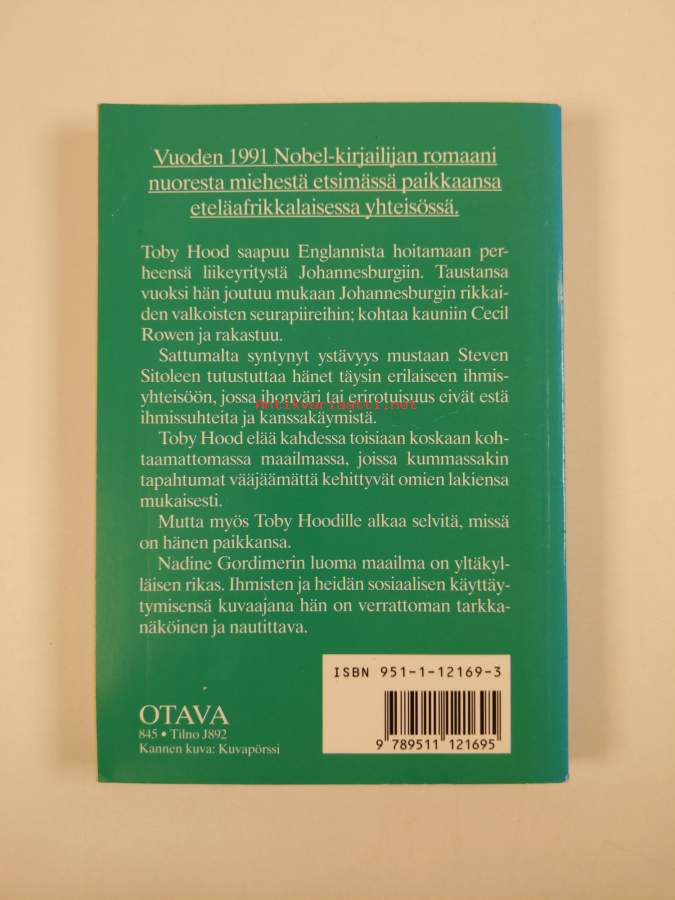 Vuoden 1991 Nobel-kirjailijan romaani
nuoresta miehestä etsimässä paikkaansa
eteläafrikkalaisessa yhteisössä.
Toby Hood saapuu Englannista hoitamaan per-
heensä liikeyritystä Johannesburgiin. Taustansa
vuoksi hän joutuu mukaan Johannesburgin rikkai-
den valkoisten seurapiireihin; kohtaa kauniin Cecil
Rowen ja rakastuu.
Sattumalta syntynyt ystävyys mustaan Steven
Sitoleen tutustuttaa hänet täysin erilaiseen ihmis-
yhteisöön, jossa ihonväri tai erirotuisuus eivät estä
Antikvariaatti.net
ihmissuhteita ja kanssakäymistä.
Toby Hood elää kahdessa toisiaan koskaan koh-
taamattomassa maailmassa, joissa kummassakin
tapahtumat vääjäämättä kehittyvät omien lakiensa
mukaisesti.
Mutta myös Toby Hoodille alkaa selvitä, missä
on hänen paikkansa.
Nadine Gordimerin luoma maailma on yltäkyl-
läisen rikas. Ihmisten ja heidän sosiaalisen käyttäy-
tymisensä kuvaajana hän on verrattoman tarkka-
näköinen ja nautittava.
ISBN 951-1-12169-3
OTAVA
845 • Tilno J892
Kannen kuva: Kuvapörssi
9 789511 121695